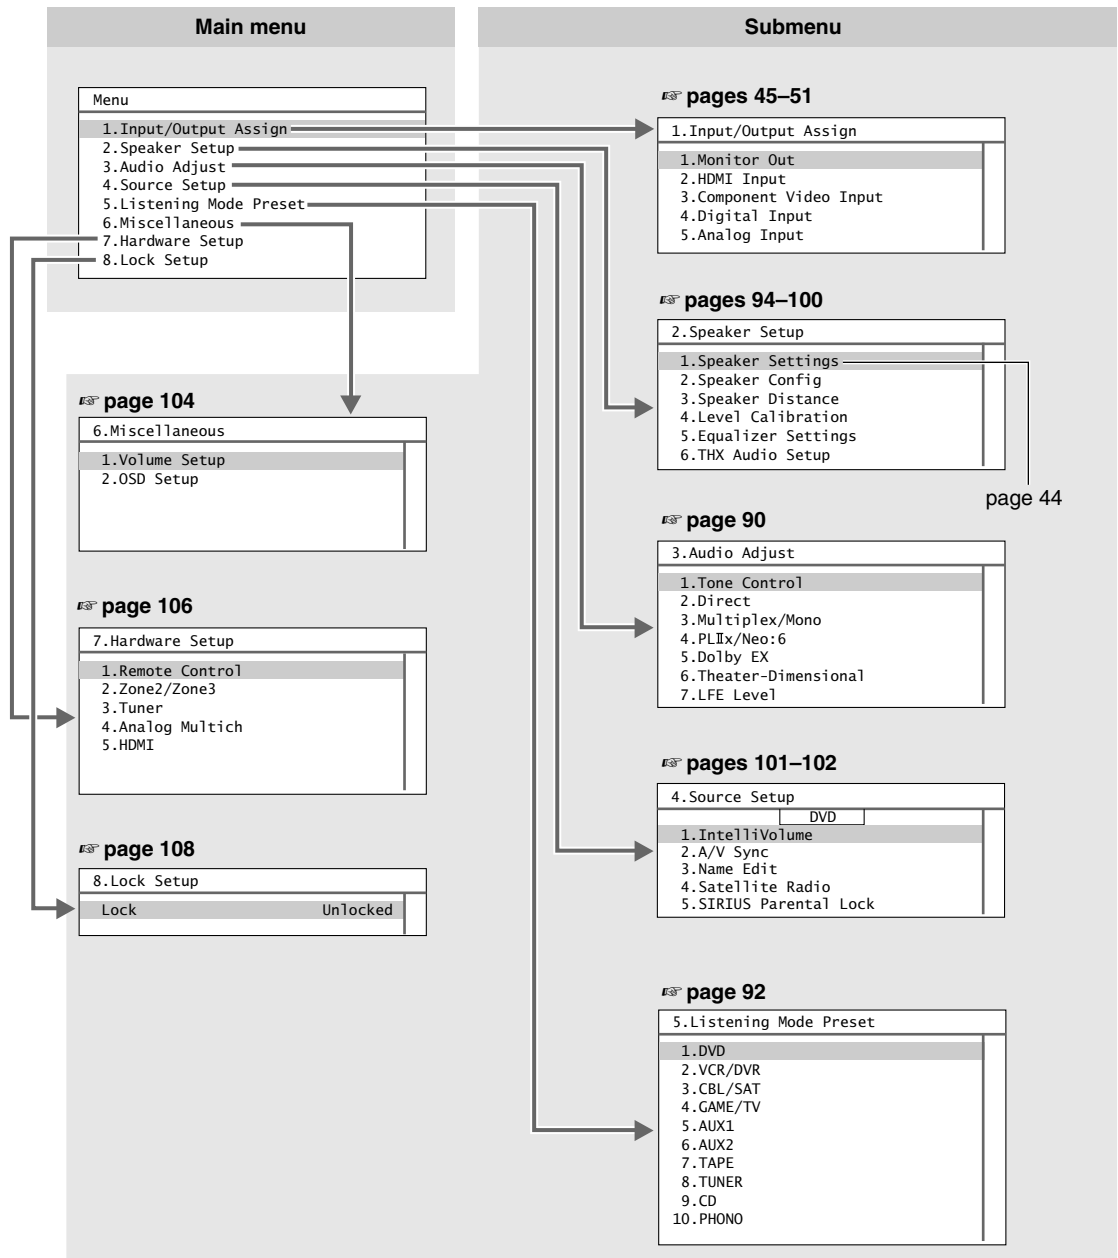 Main menu
Menu
1.Input/Output Assign
2.Speaker Setup
3.Audio Adjust
4.Source Setup
5.Listening Mode Preset
6.Miscellaneous
7.Hardware Setup
8.Lock Setup
☞ page 104
6.Miscellaneous
1.Volume Setup
2.OSD Setup
☞ page 106
7.Hardware Setup
1.Remote Control
2.Zone2/Zone3
3.Tuner
4.Analog Multich
5.HDMI
☞ page 108
8.Lock Setup
Lock Unlocked
Submenu
☞ pages 45–51
1.Input/Output Assign
1.Monitor Out
2.HDMI Input
3.Component Video Input
4.Digital Input
5.Analog Input
☞ pages 94–100
2.Speaker Setup
1.Speaker Settings
2.Speaker Config
3.Speaker Distance
4.Level Calibration
5.Equalizer Settings
6.THX Audio Setup
page 44
☞ page 90
3.Audio Adjust
1.Tone Control
2.Direct
3.Multiplex/Mono
4.PLⅡx/Neo:6
5.Dolby EX
6.Theater-Dimensional
7.LFE Level
☞ pages 101–102
4.Source Setup
DVD
1.IntelliVolume
2.A/V Sync
3.Name Edit
4.Satellite Radio
5.SIRIUS Parental Lock
☞ page 92
5.Listening Mode Preset
1.DVD
2.VCR/DVR
3.CBL/SAT
4.GAME/TV
5.AUX1
6.AUX2
7.TAPE
8.TUNER
9.CD
10.PHONO